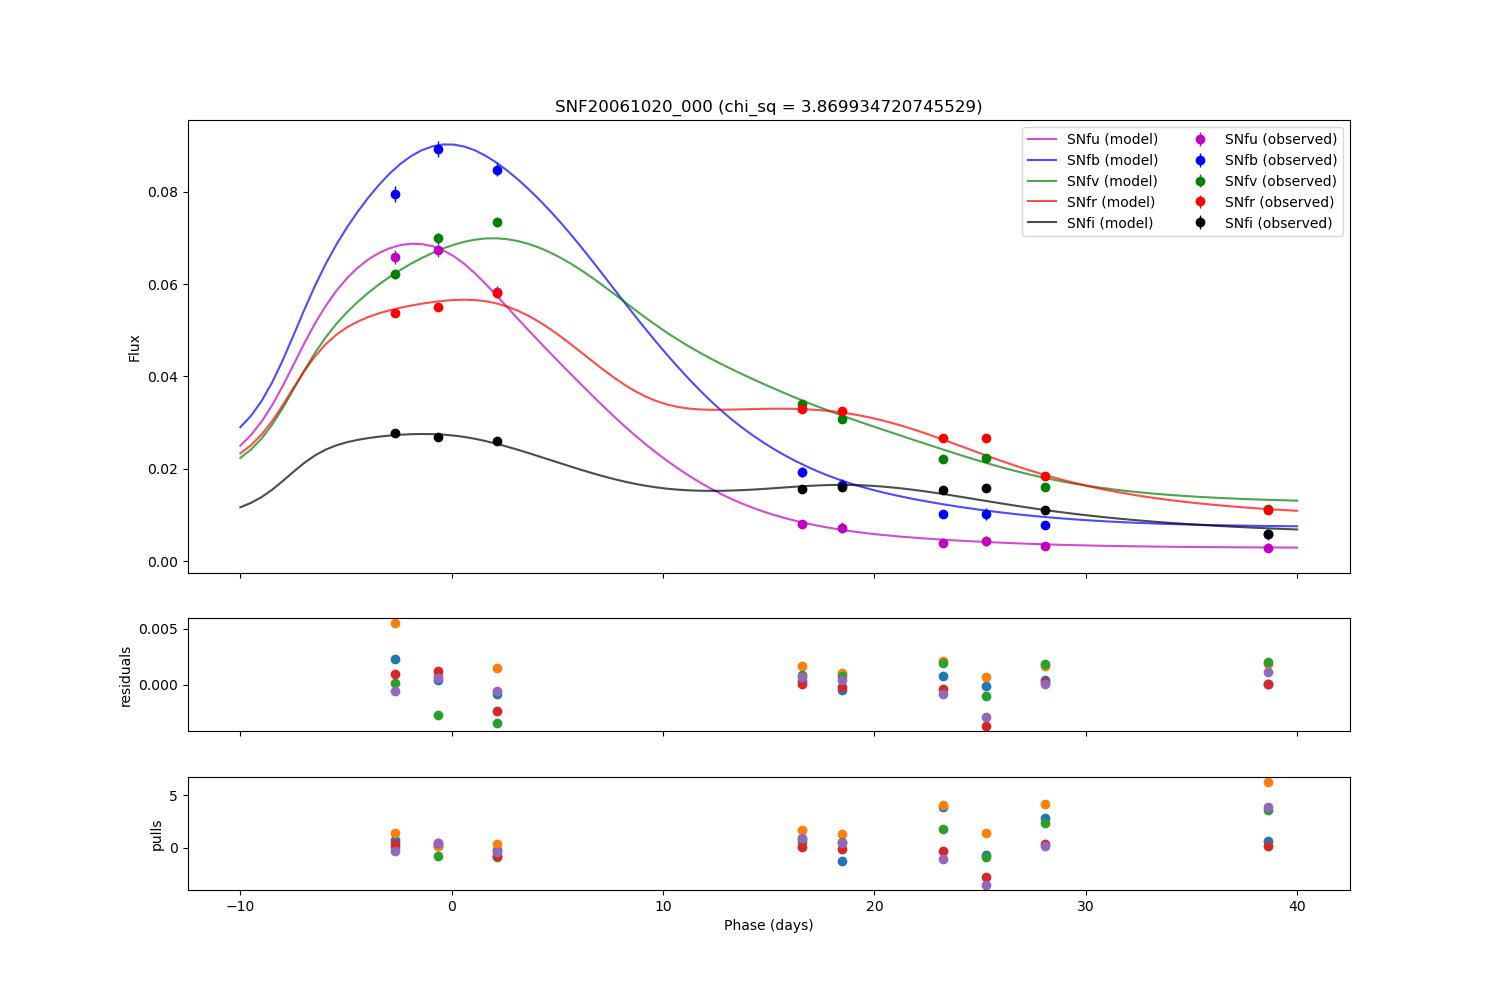 SNF20061020_000 (chi_sq = 3.869934720745529)
SNfu (model) SNfu (observed)
SNfb (model) SNfb (observed)
SNfv (model) SNfv (observed)
SNfr (model) SNfr (observed)
SNfi (model) SNfi (observed)
0.08
0.06
0.04
0.02
0.00
Flux
0.005
0.000
residuals
5
0
pulls
−10 0 10 20 30 40
Phase (days)